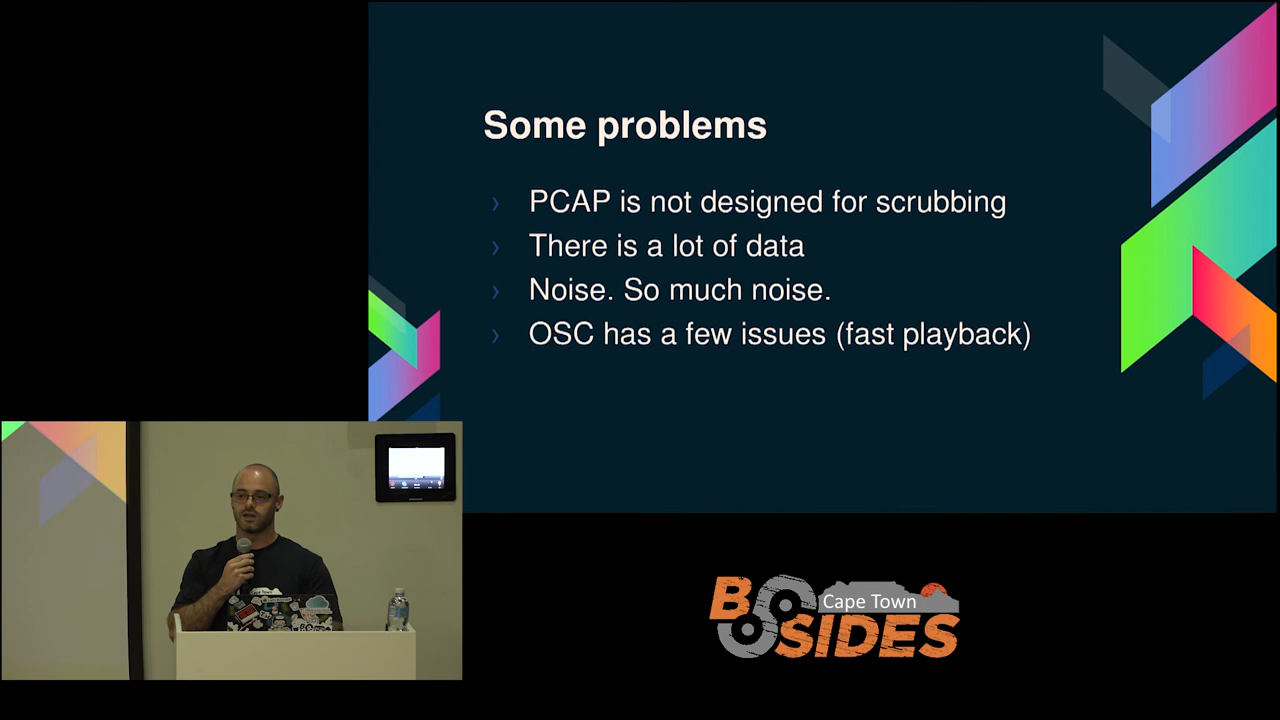 Some problems
› PCAP is not designed for scrubbing
› There is a lot of data
› Noise. So much noise.
› OSC has a few issues (fast playback)
B SIDES
Cape Town